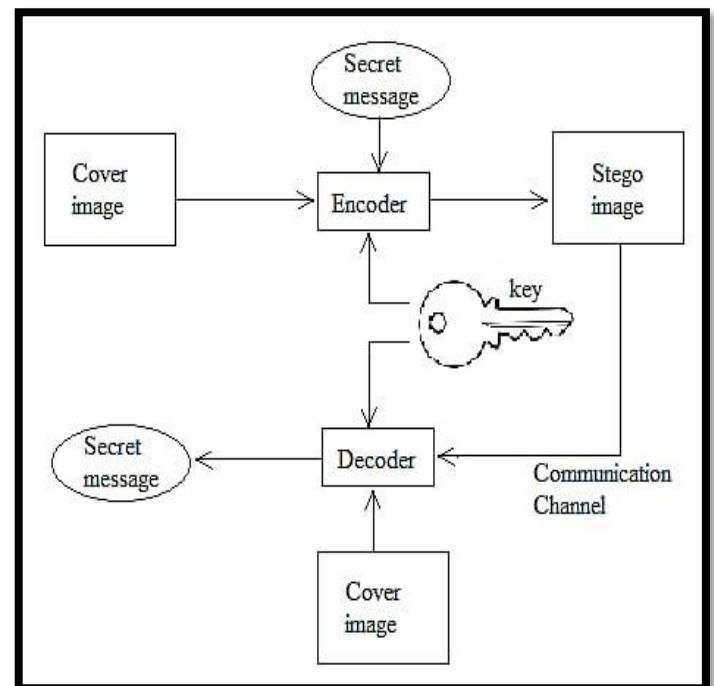 Secret
message
Cover
image
Encoder
Stego
image
key
Secret
message
Decoder
Communication
Channel
Cover
image